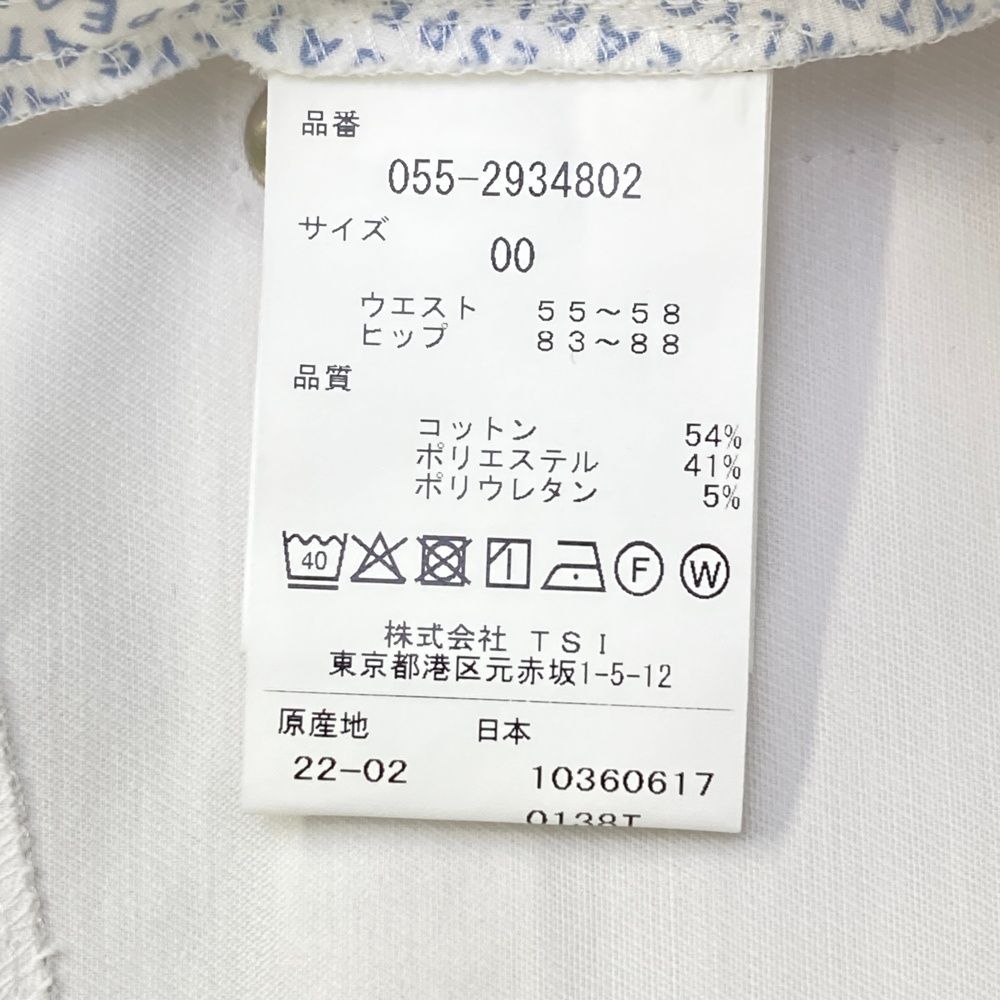 品番
055-2934802
サイズ
00
ウエスト 55～58
ヒップ 83～88
品質
コットン 54%
ポリエステル 41%
ポリウレタン 5%
40 F W
株式会社 TSI
東京都港区元赤坂1-5-12
原産地 日本
22-02 10360617